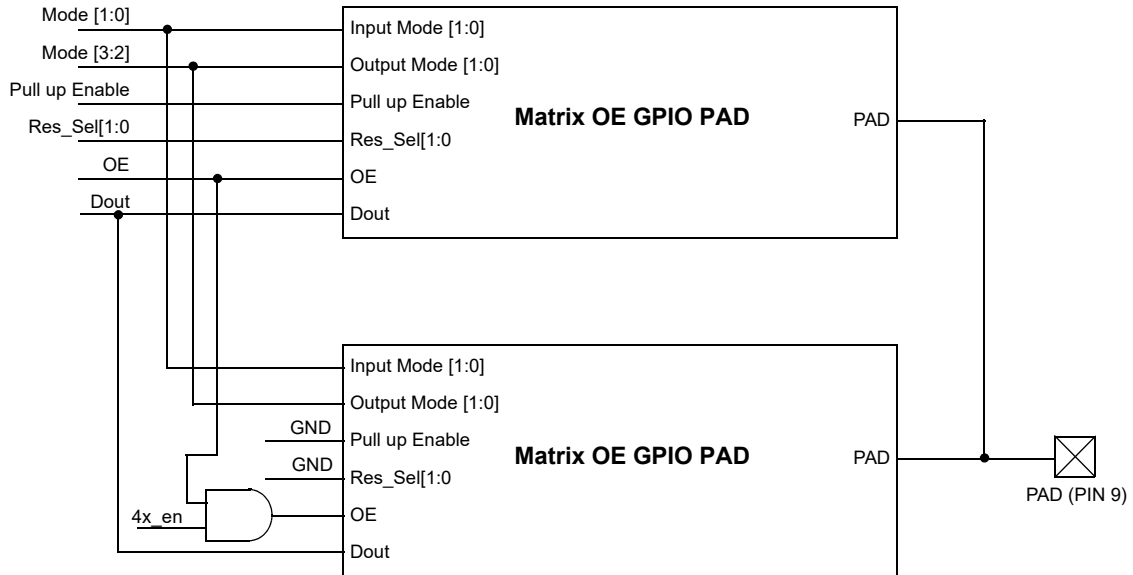 Mode [1:0]
Input Mode [1:0]
Mode [3:2]
Output Mode [1:0]
Pull up Enable
Pull up Enable
Matrix OE GPIO PAD
PAD
Res_Sel[1:0
Res_Sel[1:0
OE
OE
Dout
Dout
Input Mode [1:0]
Output Mode [1:0]
GND
Pull up Enable
Matrix OE GPIO PAD
PAD
GND
Res_Sel[1:0
PAD (PIN 9)
4x_en
OE
Dout